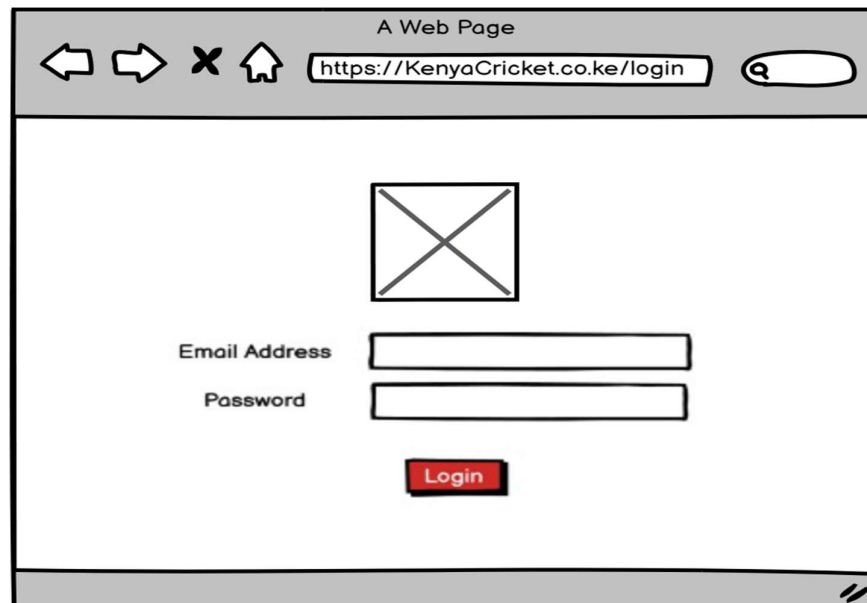 A Web Page
https://KenyaCricket.co.ke/login
Email Address
Password
Login